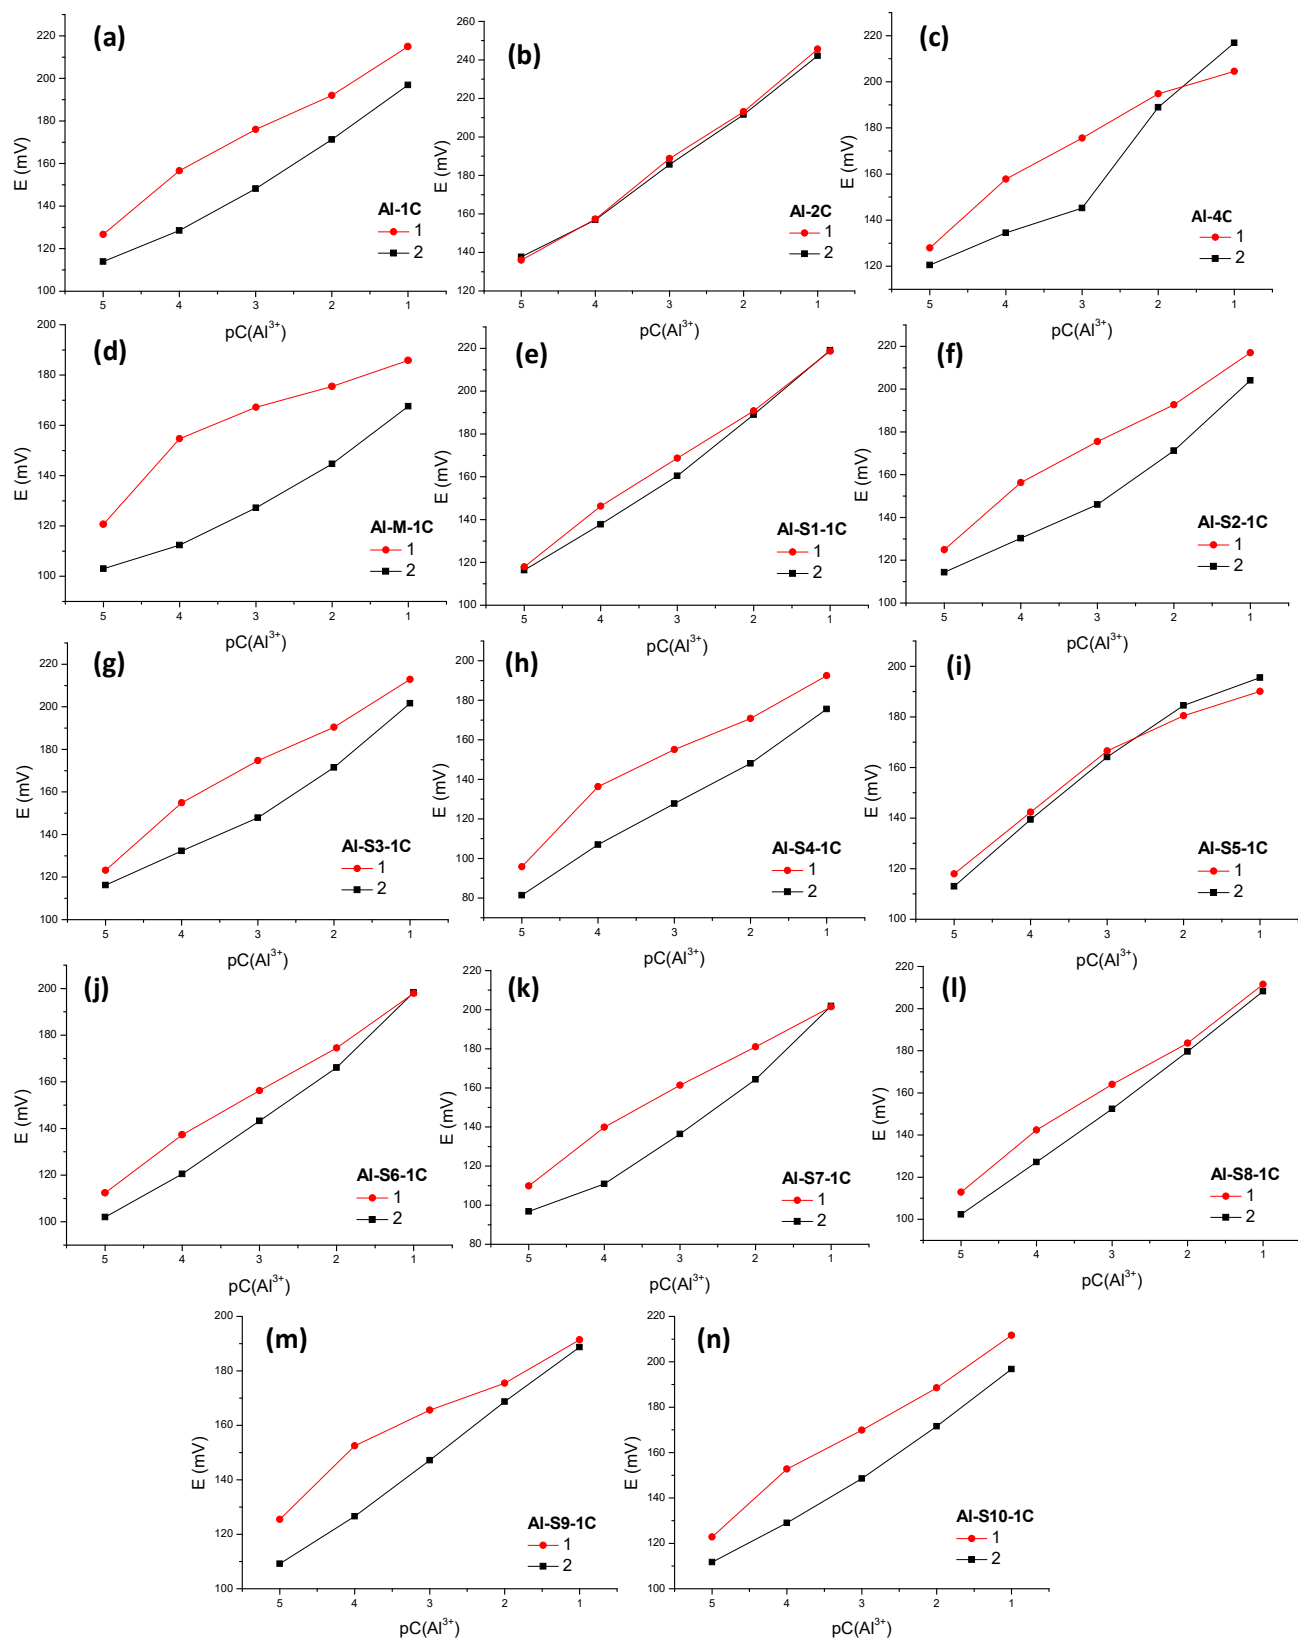 (a)
220
200
180
160
140
120
100
E (mV)
Al-1C
1
2
5 4 3 2 1
pC(Al³⁺)
(b)
260
240
220
200
180
160
140
120
E (mV)
Al-2C
1
2
5 4 3 2 1
pC(Al³⁺)
(c)
220
200
180
160
140
120
E (mV)
Al-4C
1
2
5 4 3 2 1
pC(Al³⁺)
(d)
200
180
160
140
120
100
E (mV)
Al-M-1C
1
2
5 4 3 2 1
pC(Al³⁺)
(e)
220
200
180
160
140
120
100
E (mV)
Al-S1-1C
1
2
5 4 3 2 1
pC(Al³⁺)
(f)
220
200
180
160
140
120
100
E (mV)
Al-S2-1C
1
2
5 4 3 2 1
pC(Al³⁺)
(g)
220
200
180
160
140
120
100
E (mV)
Al-S3-1C
1
2
5 4 3 2 1
pC(Al³⁺)
(h)
200
180
160
140
120
100
80
E (mV)
Al-S4-1C
1
2
5 4 3 2 1
pC(Al³⁺)
(i)
200
180
160
140
120
100
E (mV)
Al-S5-1C
1
2
5 4 3 2 1
pC(Al³⁺)
(j)
200
180
160
140
120
100
E (mV)
Al-S6-1C
1
2
5 4 3 2 1
pC(Al³⁺)
(k)
220
200
180
160
140
120
100
80
E (mV)
Al-S7-1C
1
2
5 4 3 2 1
pC(Al³⁺)
(l)
220
200
180
160
140
120
100
E (mV)
Al-S8-1C
1
2
5 4 3 2 1
pC(Al³⁺)
(m)
200
180
160
140
120
100
E (mV)
Al-S9-1C
1
2
5 4 3 2 1
pC(Al³⁺)
(n)
220
200
180
160
140
120
100
E (mV)
Al-S10-1C
1
2
5 4 3 2 1
pC(Al³⁺)